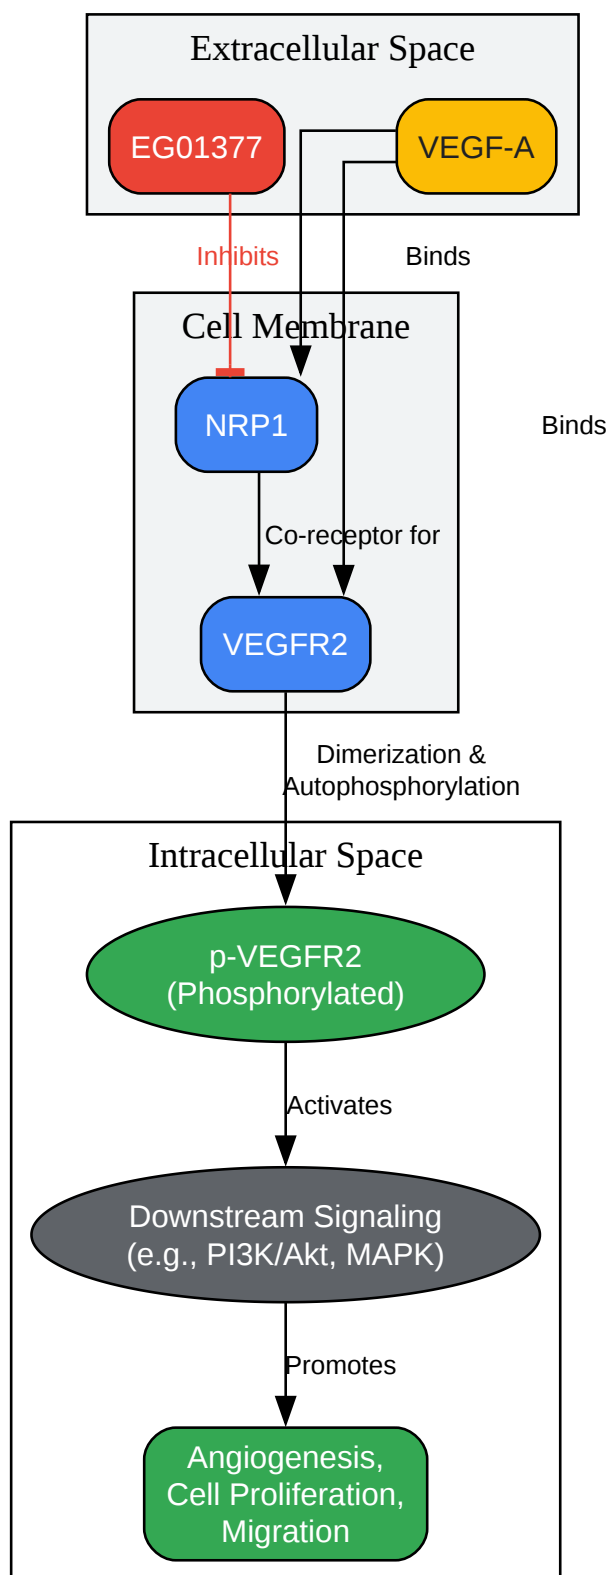 Extracellular Space
EG01377
VEGF-A
Inhibits
Binds
Cell Membrane
NRP1
Binds
Co-receptor for
VEGFR2
Dimerization &
Autophosphorylation
Intracellular Space
p-VEGFR2
(Phosphorylated)
Activates
Downstream Signaling
(e.g., PI3K/Akt, MAPK)
Promotes
Angiogenesis,
Cell Proliferation,
Migration